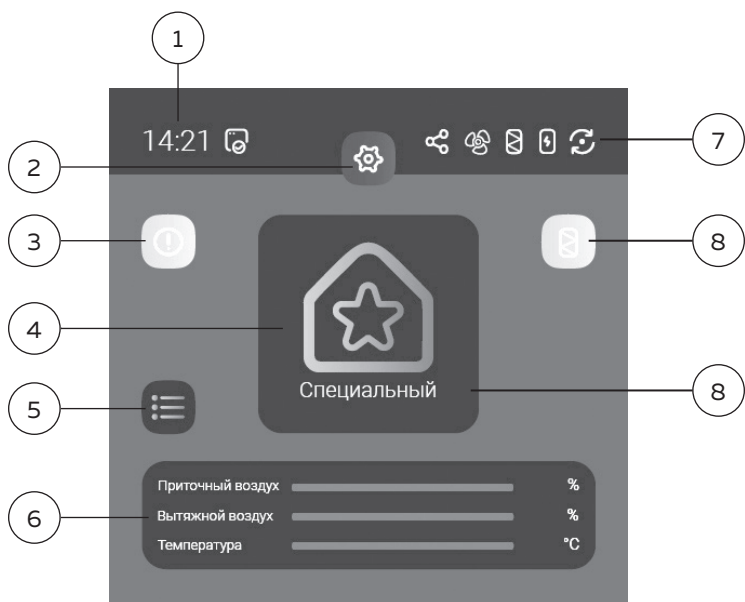 1
14:21
2
7
3
8
4
Специальный
8
5
Приточный воздух %
6
Вытяжной воздух %
Температура °C